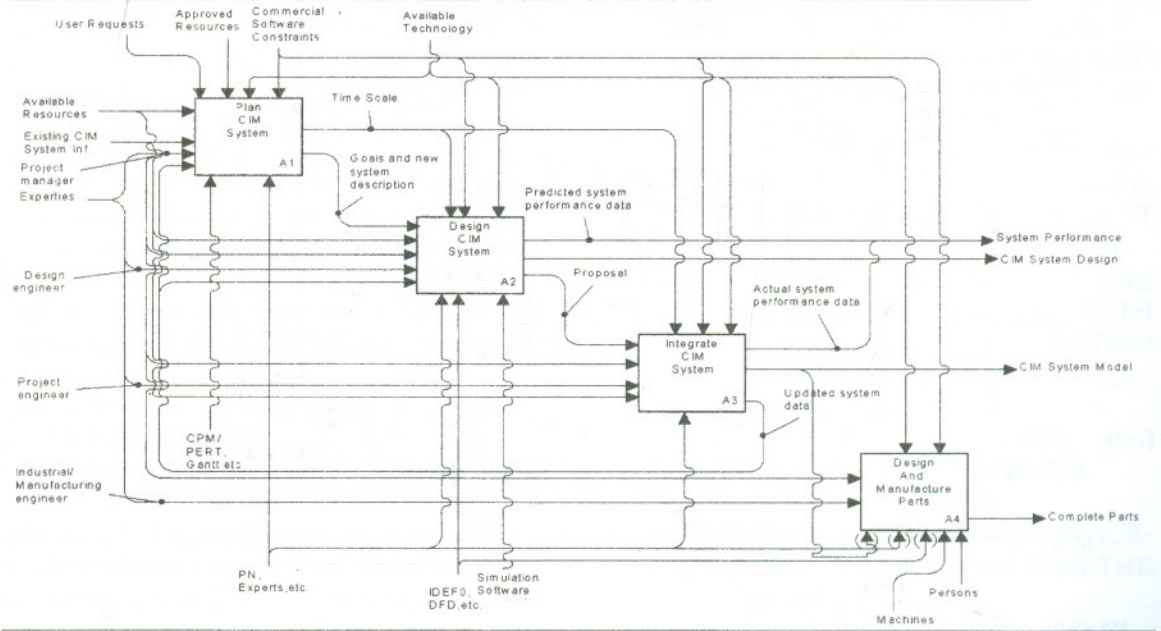 User Requests
Approved
Resources
Commercial
Software
Constraints
Available
Technology
Available
Resources
Existing CIM
System Inf.
Project
manager
Experties
Plan
CIM
System
A1
Time Scale
Goals and new
system
description
Design
engineer
Design
CIM
System
A2
Predicted system
performance data
System Performance
CIM System Design
Proposal
Actual system
performance data
Project
engineer
Integrate
CIM
System
A3
CIM System Model
Updated system
data
CPM/
PERT,
Gantt etc
Industrial/
Manufacturing
engineer
Design
And
Manufacture
Parts
A4
Complete Parts
PN,
Experts,etc
IDEF0,
DFD,etc.
Simulation
Software
Persons
Machines